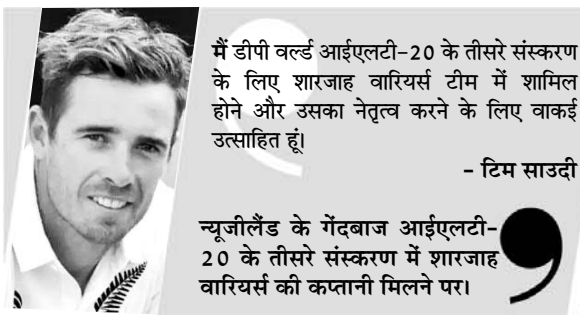 मैं डीपी वर्ल्ड आईएलटी-20 के तीसरे संस्करण
के लिए शारजाह वारियर्स टीम में शामिल
होने और उसका नेतृत्व करने के लिए वाकई
उत्साहित हूं।
- टिम साउदी
न्यूजीलैंड के गेंदबाज आईएलटी-
20 के तीसरे संस्करण में शारजाह
वारियर्स की कप्तानी मिलने पर।